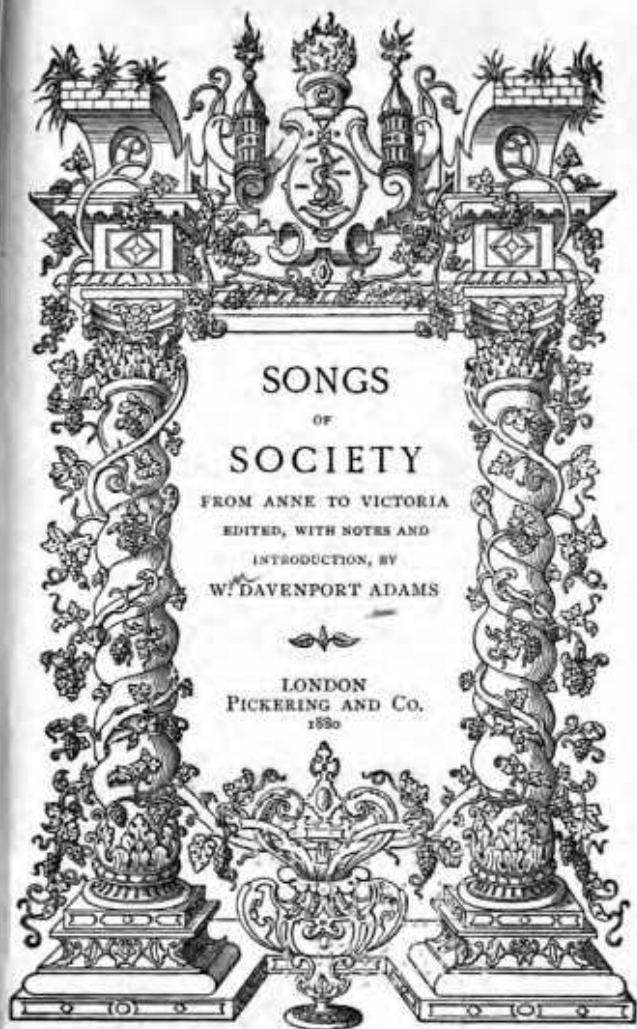 SONGS
OF
SOCIETY
FROM ANNE TO VICTORIA
EDITED, WITH NOTES AND
INTRODUCTION, BY
W. DAVENPORT ADAMS
LONDON
PICKERING AND CO.
1880